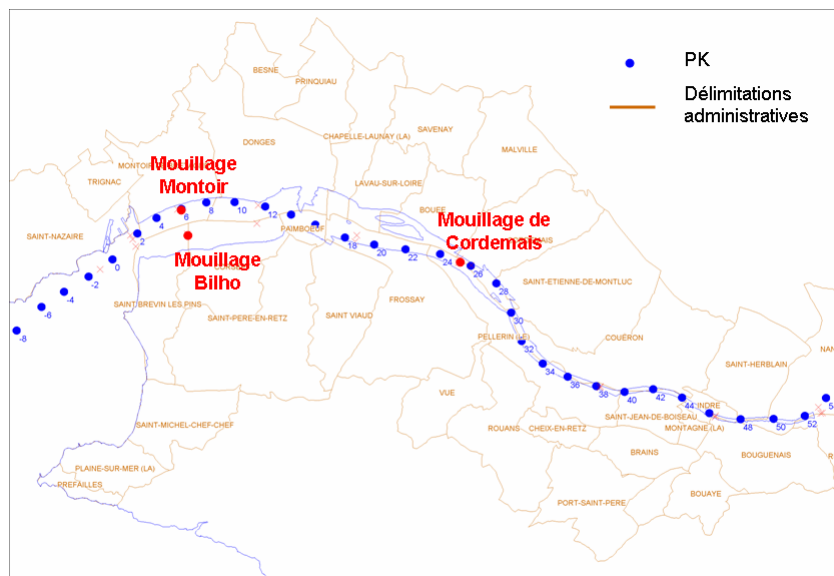 PK
Délimitations
administratives
BESNE
PRINQUIAU
DONGES
CHAPELLE-LAUNAY (LA)
SAVENAY
MALVILLE
TRIGNAC
Mouillage
Montoir
LAVAU-SUR-LOIRE
BOUEE
SAINT-NAZAIRE
2
4
6
8
10
12
PAIMBOEUF
Mouillage de
Cordemais
Mouillage
Bilho
0
-2
-4
-6
-8
18
20
22
24
26
28
30
32
34
36
38
40
42
44
48
50
52
SAINT-ETIENNE-DE-MONTLUC
SAINT BREVIN LES PINS
SAINT-PERE-EN-RETZ
SAINT VIAUD
FROSSAY
PELLERIN (LE)
COUËRON
SAINT-HERBLAIN
VUE
INDRE
SAINT-JEAN-DE-BOISEAU
MONTAGNE (LA)
SAINT-MICHEL-CHEF-CHEF
ROUANS
CHEIX-EN-RETZ
BRAINS
BOUGUENAIS
PLAINE-SUR-MER (LA)
PREFAILLES
PORT-SAINT-PERE
BOUAYE